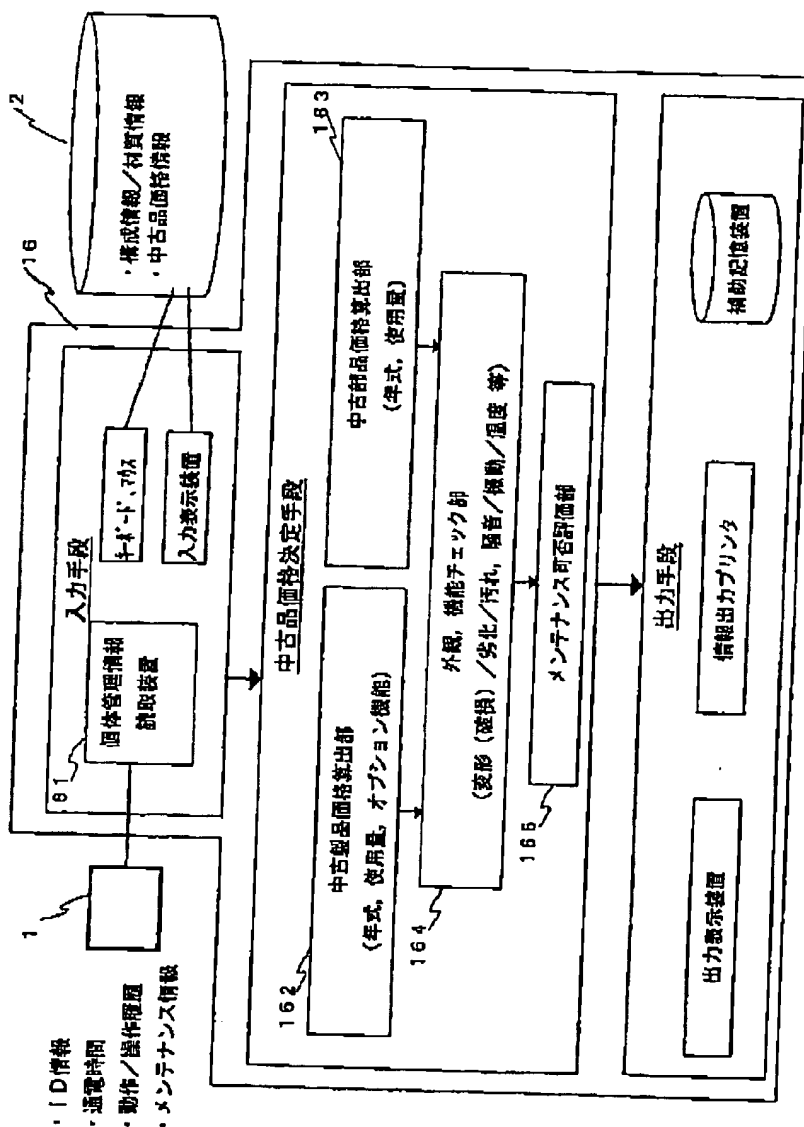 ・ID情報
・通電時間
・動作/操作履歴
・メンテナンス情報
1
16
2
・構成情報/材質情報
・中古品価格情報
入力手段
161
個体管理情報
読取装置
キーボード、マウス
入力表示装置
中古品価格決定手段
162
中古製品価格算出部
(年式,使用量,オプション機能)
163
中古部品価格算出部
(年式,使用量)
164
外観,機能チェック部
(変形(破損)/劣化/汚れ,騒音/振動/温度 等)
165
メンテナンス可否評価部
出力手段
出力表示装置
情報出力プリンタ
補助記憶装置